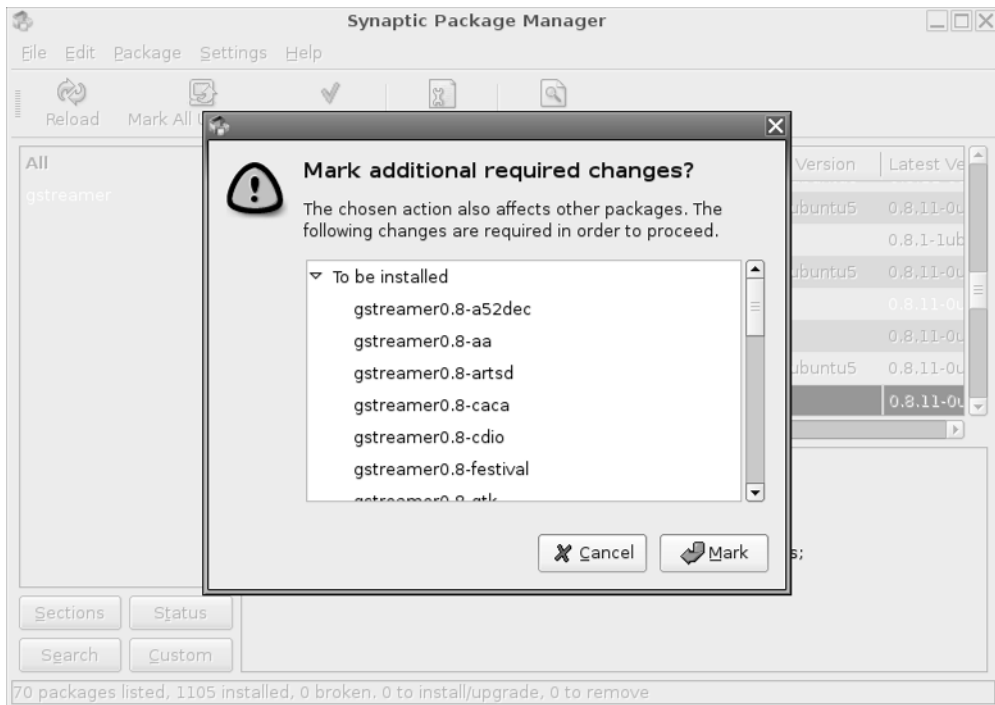 Synaptic Package Manager
File Edit Package Settings Help
Reload Mark All
All
gstreamer
Version Latest Ve
ubuntu5 0.8.11-0u
0.8.1-1ub
ubuntu5 0.8.11-0u
0.8.11-0u
0.8.11-0u
ubuntu5 0.8.11-0u
0.8.11-0u
Mark additional required changes?
The chosen action also affects other packages. The
following changes are required in order to proceed.
To be installed
gstreamer0.8-a52dec
gstreamer0.8-aa
gstreamer0.8-artsd
gstreamer0.8-caca
gstreamer0.8-cdio
gstreamer0.8-festival
gstreamer0.8-gtk
Cancel Mark
s;
Sections Status
Search Custom
70 packages listed, 1105 installed, 0 broken. 0 to install/upgrade, 0 to remove